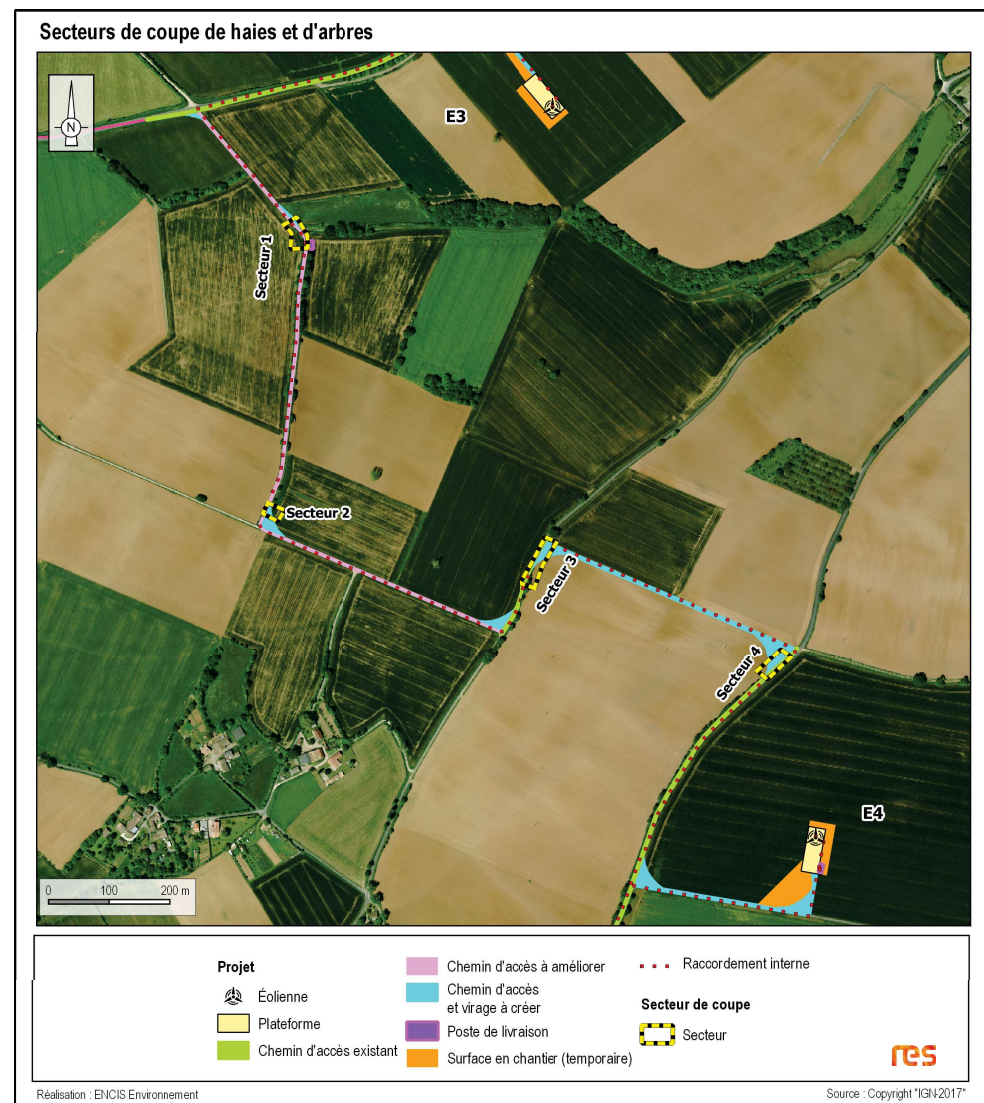 Secteurs de coupe de haies et d'arbres
N
E3
Secteur 1
Secteur 2
Secteur 3
Secteur 4
E4
0 100 200 m
Projet
Éolienne
Plateforme
Chemin d'accès existant
Chemin d'accès à améliorer
Chemin d'accès
et virage à créer
Poste de livraison
Surface en chantier (temporaire)
Raccordement interne
Secteur de coupe
Secteur
res
Réalisation : ENCIS Environnement
Source : Copyright "IGN-2017"